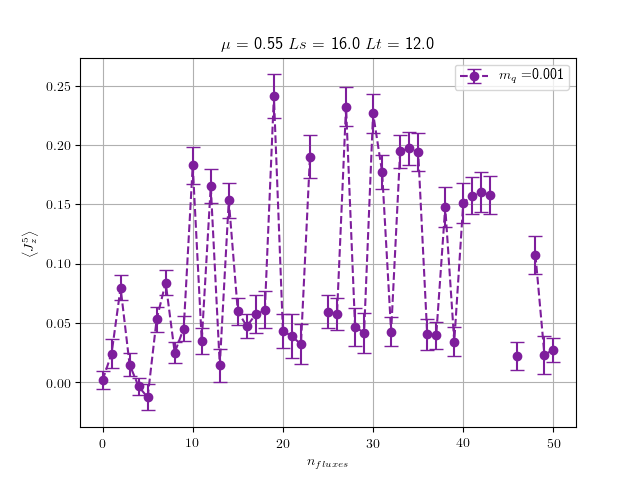 μ = 0.55 Ls = 16.0 Lt = 12.0
m_q =0.001
0.25
0.20
0.15
0.10
0.05
0.00
⟨J_z^5⟩
0 10 20 30 40 50
n_fluxes